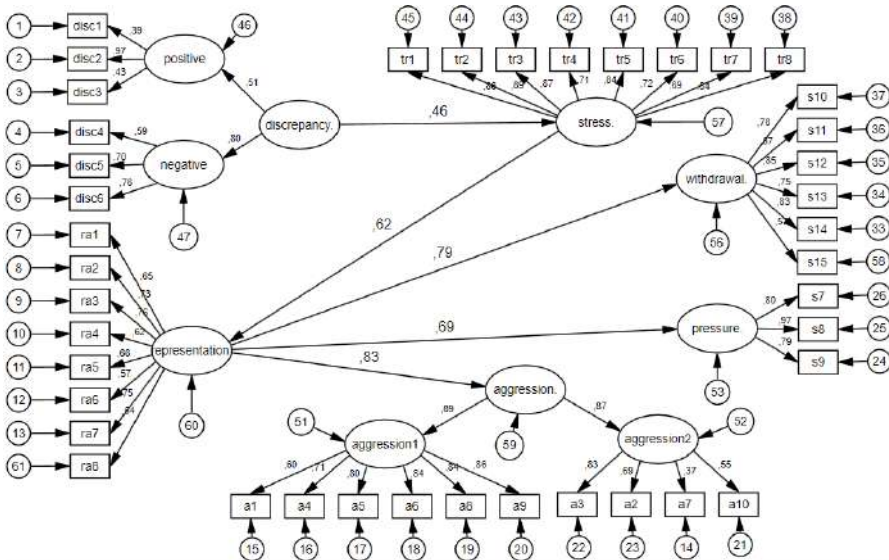 45 44 43 42 41 40 39 38
1 disc1 ,39 46
2 disc2 ,97 positive
3 disc3 ,43
tr1 tr2 tr3 tr4 tr5 tr6 tr7 tr8
,69 ,87 ,71 ,84 ,72 ,69
,51
4 disc4 ,59
5 disc5 ,70 negative
6 disc6 ,78
47
,80
discrepancy. ,46 stress. 57
,78 s10 37
s11 36
,85 s12 35
withdrawal. ,75 s13 34
,83 s14 33
s15 58
56
,62
,79
7 ra1 ,65
8 ra2 ,73
9 ra3
10 ra4 ,62
11 ra5
12 ra6 ,57
13 ra7 ,75
61 ra8
epresentation
60
,69
,83
pressure.
53
,80 s7 26
,97 s8 25
,79 s9 24
aggression.
59
,87
51 aggression1
aggression2 52
,60 ,71 ,80 ,84 ,84 ,86
,83 ,69 ,37 ,55
a1 a4 a5 a6 a8 a9
a3 a2 a7 a10
15 16 17 18 19 20
22 23 14 21